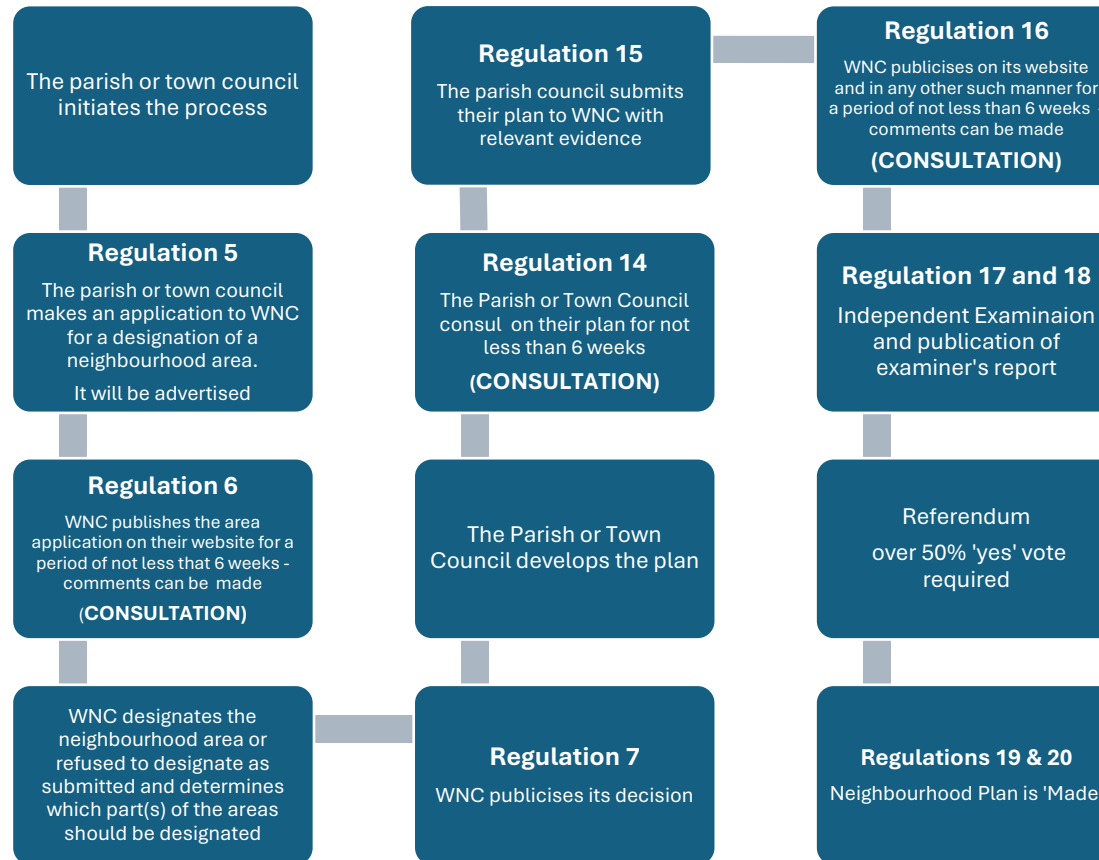 The parish or town council
initiates the process
Regulation 5
The parish or town council
makes an application to WNC
for a designation of a
neighbourhood area.
It will be advertised
Regulation 6
WNC publishes the area
application on their website for a
period of not less that 6 weeks -
comments can be made
(CONSULTATION)
WNC designates the
neighbourhood area or
refused to designate as
submitted and determines
which part(s) of the areas
should be designated
Regulation 7
WNC publicises its decision
The Parish or Town
Council develops the plan
Regulation 14
The Parish or Town Council
consul on their plan for not
less than 6 weeks
(CONSULTATION)
Regulation 15
The parish council submits
their plan to WNC with
relevant evidence
Regulation 16
WNC publicises on its website
and in any other such manner for
a period of not less than 6 weeks -
comments can be made
(CONSULTATION)
Regulation 17 and 18
Independent Examinaion
and publication of
examiner's report
Referendum
over 50% 'yes' vote
required
Regulations 19 & 20
Neighbourhood Plan is 'Made